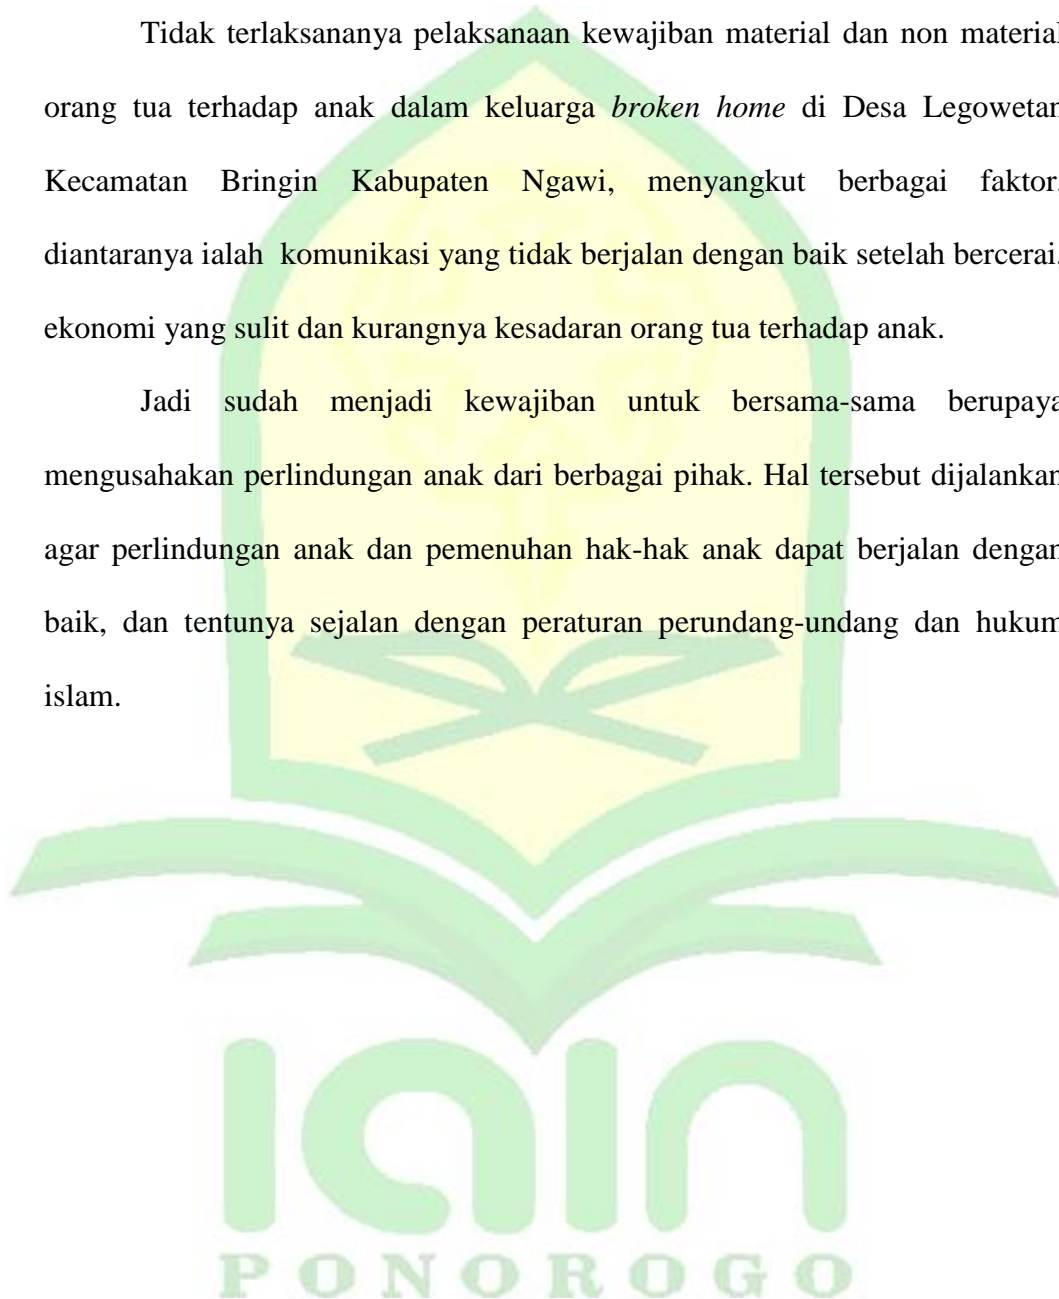 Tidak terlaksananya pelaksanaan kewajiban material dan non material
orang tua terhadap anak dalam keluarga broken home di Desa Legowetan
Kecamatan Bringin Kabupaten Ngawi, menyangkut berbagai faktor,
diantaranya ialah komunikasi yang tidak berjalan dengan baik setelah bercerai,
ekonomi yang sulit dan kurangnya kesadaran orang tua terhadap anak.
Jadi sudah menjadi kewajiban untuk bersama-sama berupaya
mengusahakan perlindungan anak dari berbagai pihak. Hal tersebut dijalankan
agar perlindungan anak dan pemenuhan hak-hak anak dapat berjalan dengan
baik, dan tentunya sejalan dengan peraturan perundang-undang dan hukum
islam.
iain
PONOROGO